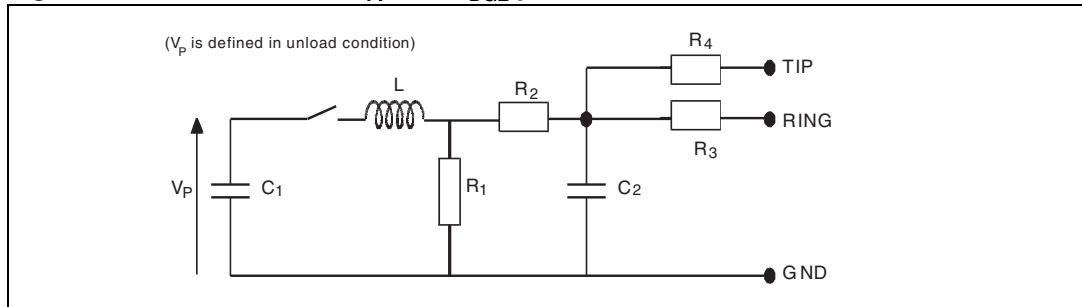 (VP is defined in unload condition)
R4
TIP
L
R2
RING
R3
VP
C1
R1
C2
GND